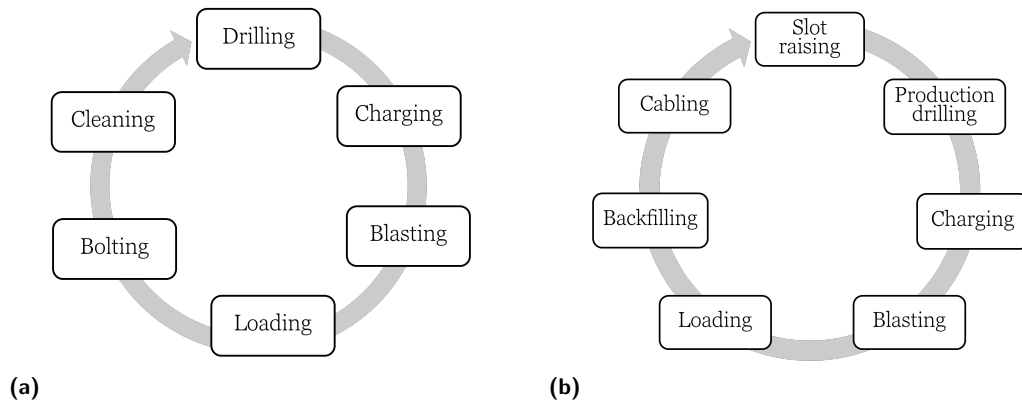 Drilling
Charging
Blasting
Loading
Bolting
Cleaning
(a)
Slot
raising
Production
drilling
Charging
Blasting
Loading
Backfilling
Cabling
(b)